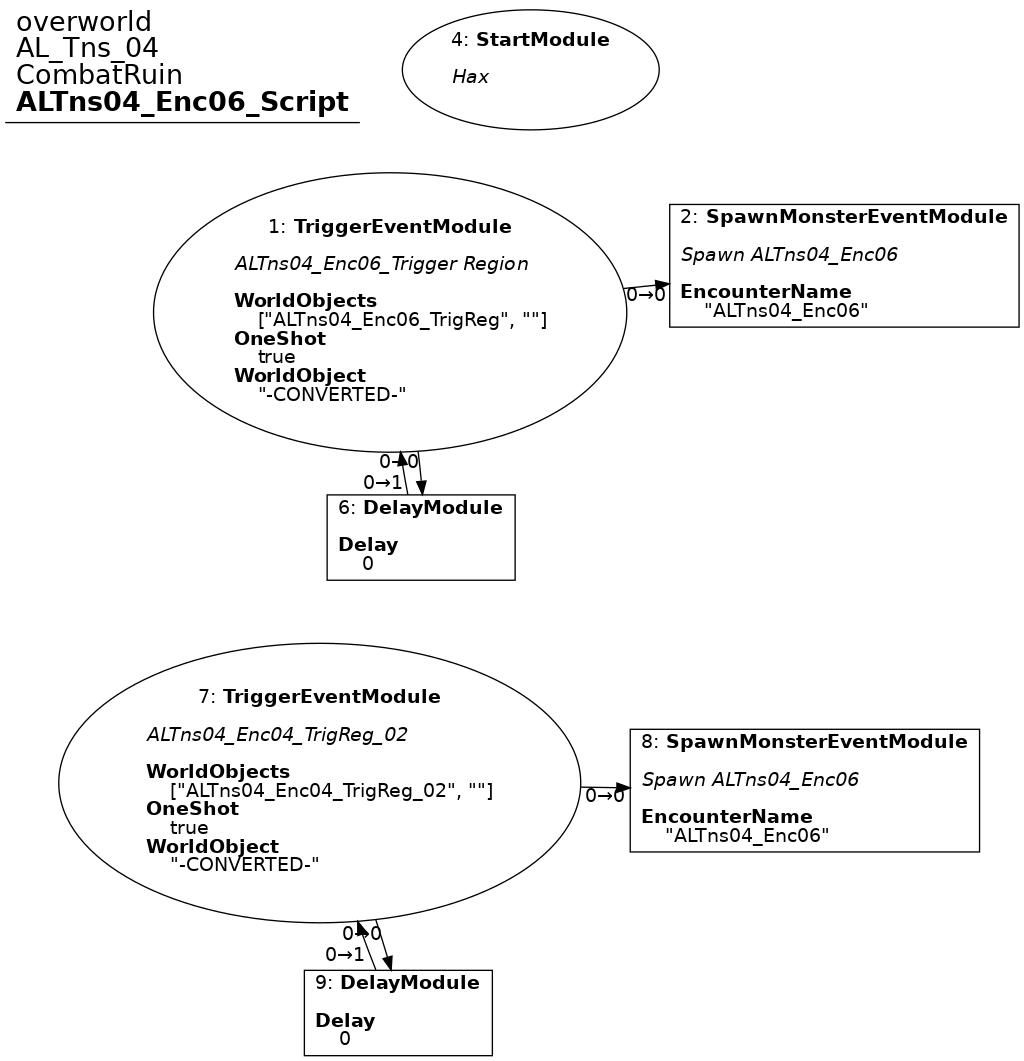 overworld
AL_Tns_04
CombatRuin
ALTns04_Enc06_Script
4: StartModule
Hax
1: TriggerEventModule
ALTns04_Enc06_Trigger Region
WorldObjects
["ALTns04_Enc06_TrigReg", ""]
OneShot
true
WorldObject
"-CONVERTED-"
0→0
2: SpawnMonsterEventModule
Spawn ALTns04_Enc06
EncounterName
"ALTns04_Enc06"
0→0
0→1
6: DelayModule
Delay
0
7: TriggerEventModule
ALTns04_Enc04_TrigReg_02
WorldObjects
["ALTns04_Enc04_TrigReg_02", ""]
OneShot
true
WorldObject
"-CONVERTED-"
0→0
8: SpawnMonsterEventModule
Spawn ALTns04_Enc06
EncounterName
"ALTns04_Enc06"
0→0
0→1
9: DelayModule
Delay
0